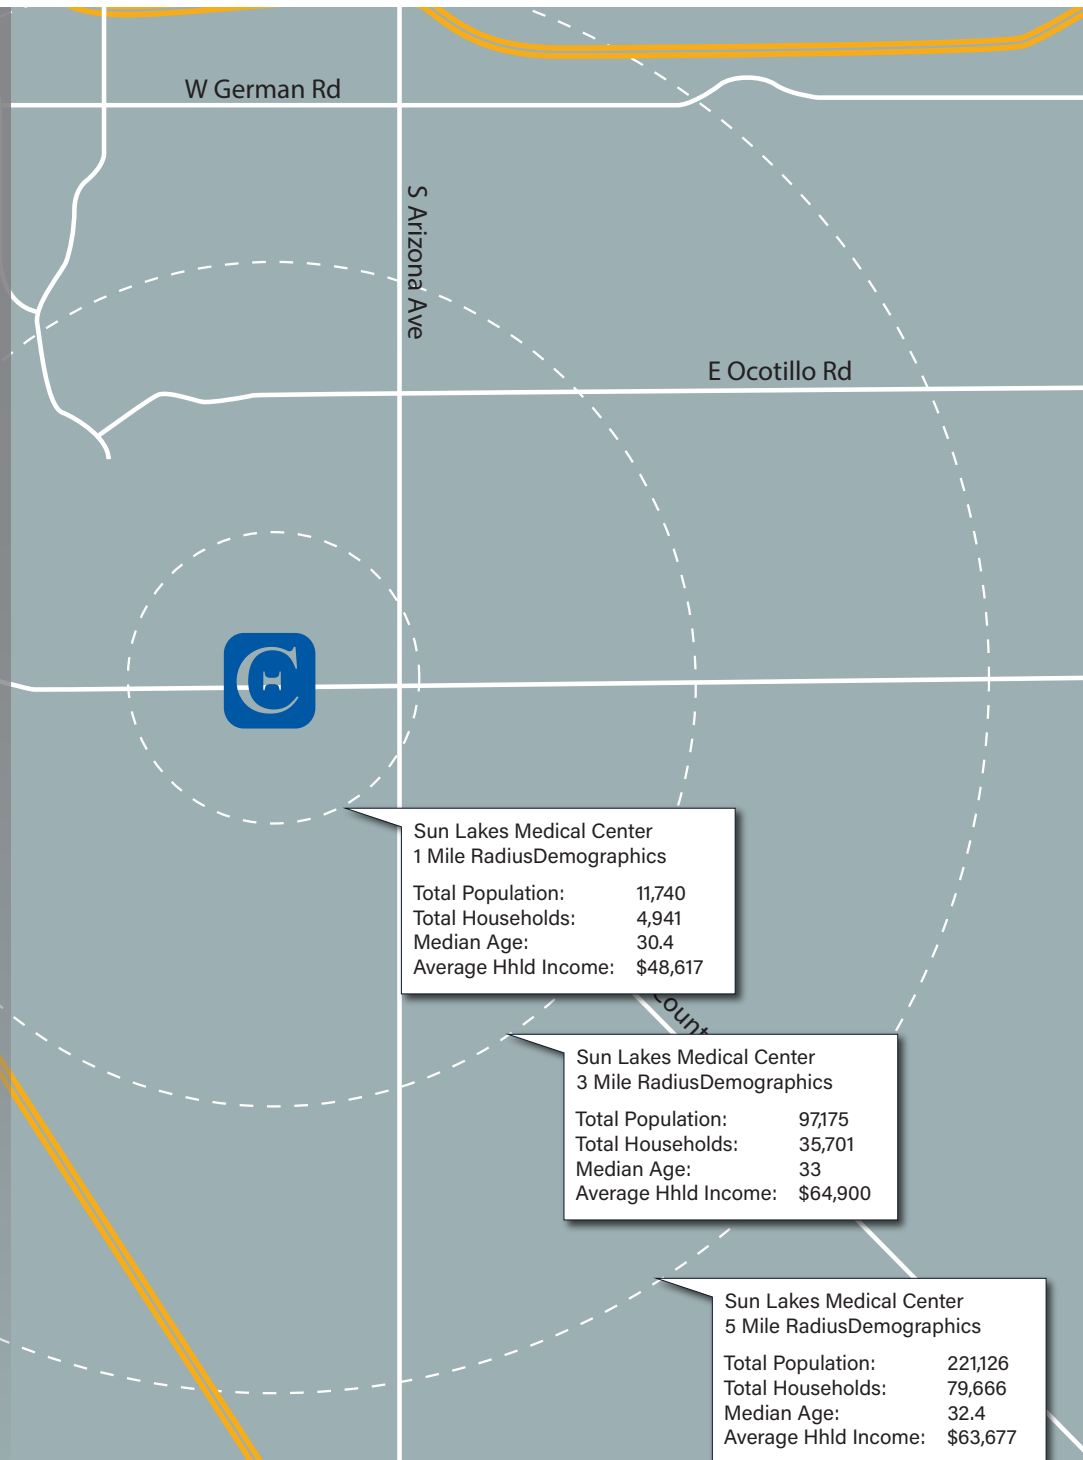 W German Rd
S Arizona Ave
E Ocotillo Rd
C
Sun Lakes Medical Center
1 Mile RadiusDemographics
Total Population: 11,740
Total Households: 4,941
Median Age: 30.4
Average Hhld Income: $48,617
Sun Lakes Medical Center
3 Mile RadiusDemographics
Total Population: 97,175
Total Households: 35,701
Median Age: 33
Average Hhld Income: $64,900
Sun Lakes Medical Center
5 Mile RadiusDemographics
Total Population: 221,126
Total Households: 79,666
Median Age: 32.4
Average Hhld Income: $63,677